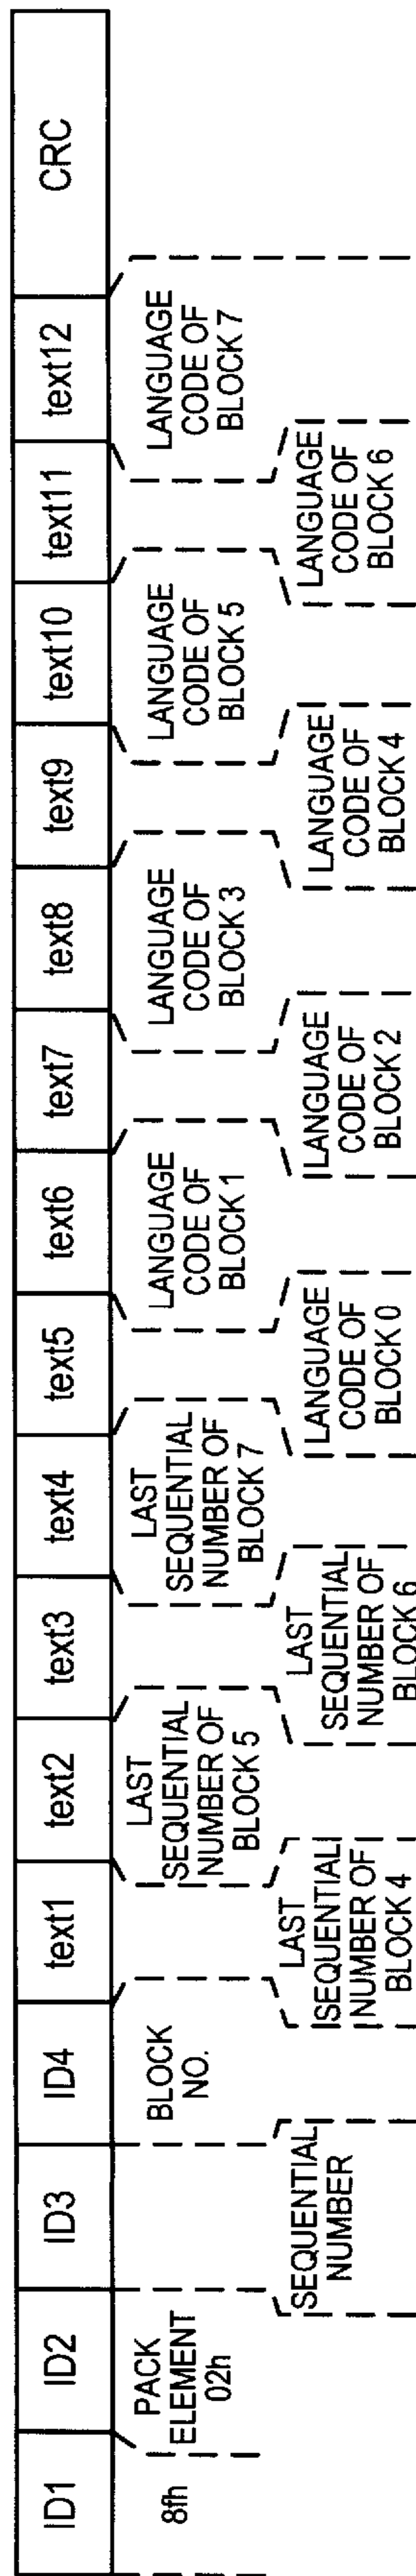 ID1
ID2
ID3
ID4
text1
text2
text3
text4
text5
text6
text7
text8
text9
text10
text11
text12
CRC
8fh
PACK
ELEMENT
02h
SEQUENTIAL
NUMBER
BLOCK
NO.
LAST
SEQUENTIAL
NUMBER OF
BLOCK 4
LAST
SEQUENTIAL
NUMBER OF
BLOCK 5
LAST
SEQUENTIAL
NUMBER OF
BLOCK 6
LAST
SEQUENTIAL
NUMBER OF
BLOCK 7
LANGUAGE
CODE OF
BLOCK 0
LANGUAGE
CODE OF
BLOCK 1
LANGUAGE
CODE OF
BLOCK 2
LANGUAGE
CODE OF
BLOCK 3
LANGUAGE
CODE OF
BLOCK 4
LANGUAGE
CODE OF
BLOCK 5
LANGUAGE
CODE OF
BLOCK 6
LANGUAGE
CODE OF
BLOCK 7